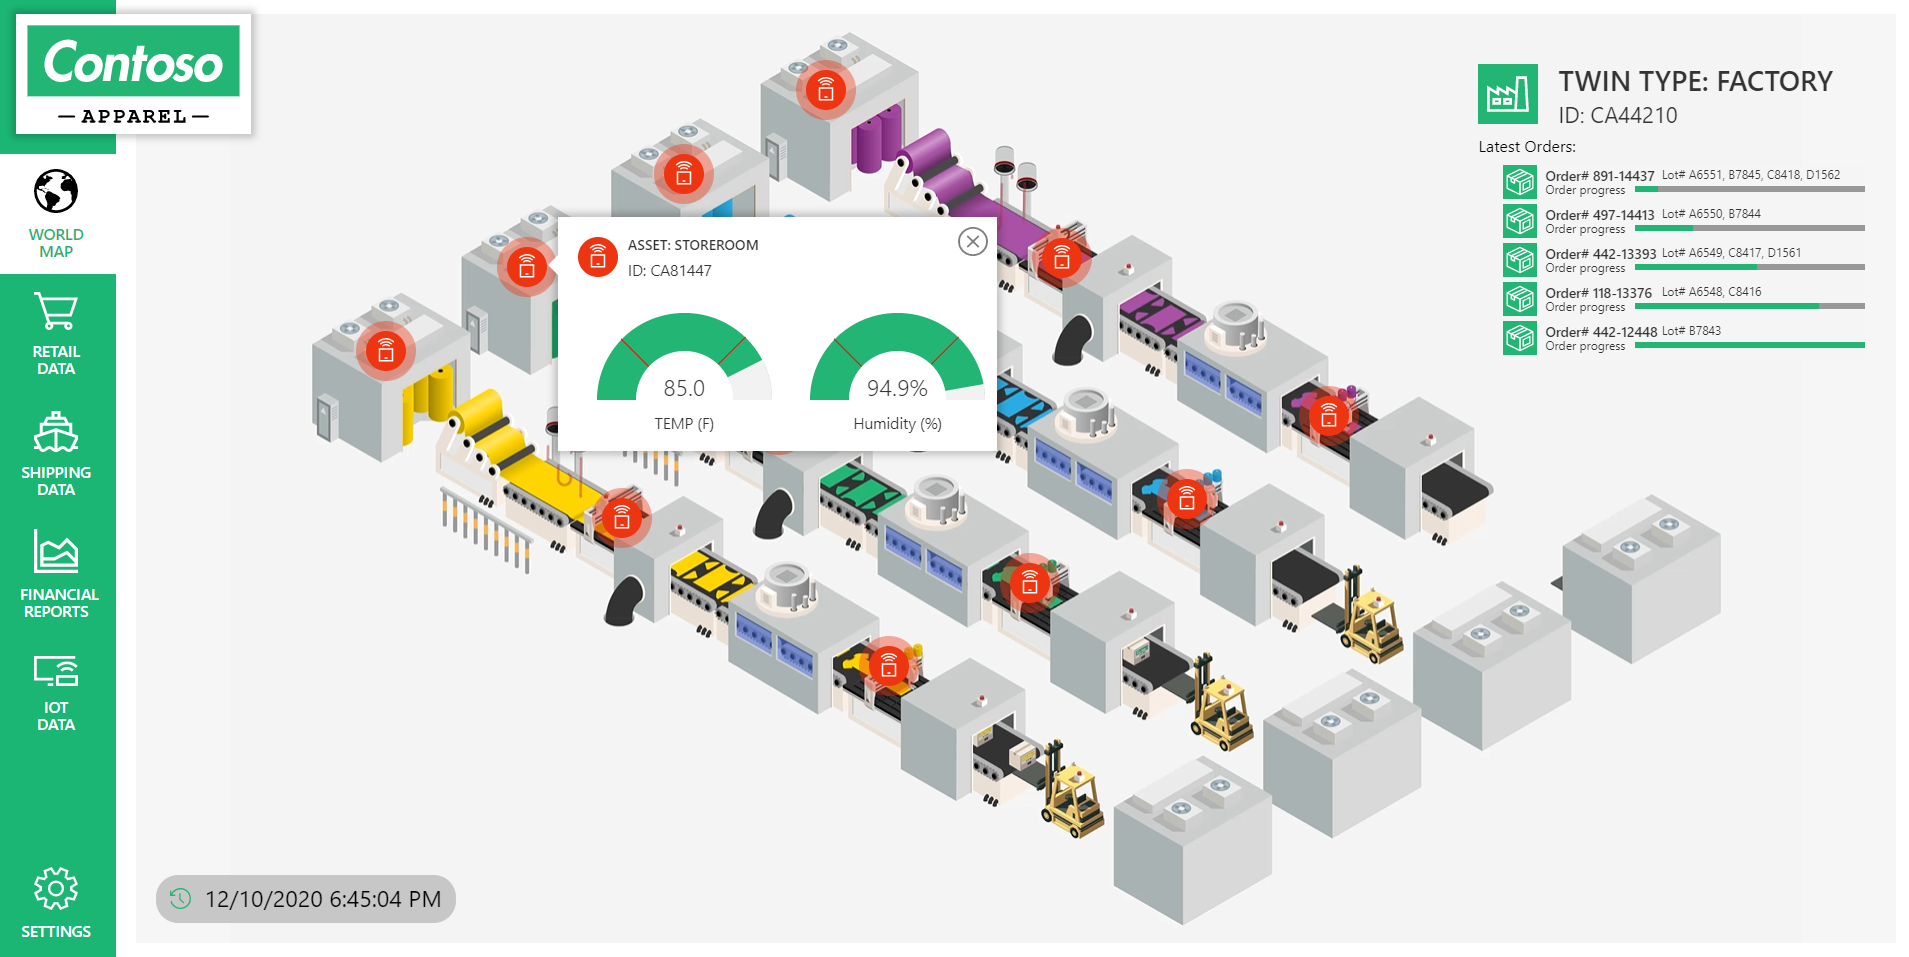 Contoso
APPAREL
WORLD
MAP
RETAIL
DATA
SHIPPING
DATA
FINANCIAL
REPORTS
IOT
DATA
SETTINGS
ASSET: STOREROOM
ID: CA81447
85.0
TEMP (F)
94.9%
Humidity (%)
TWIN TYPE: FACTORY
ID: CA44210
Latest Orders:
Order# 891-14437 Lot# A6551, B7845, C8418, D1562
Order progress
Order# 497-14413 Lot# A6550, B7844
Order progress
Order# 442-13393 Lot# A6549, C8417, D1561
Order progress
Order# 118-13376 Lot# A6548, C8416
Order progress
Order# 442-12448 Lot# B7843
Order progress
12/10/2020 6:45:04 PM